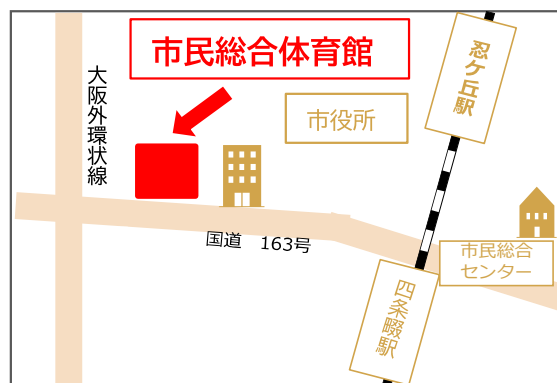 市民総合体育館
忍ケ丘駅
大阪外環状線
市役所
国道　163号
市民総合
センター
四条畷駅